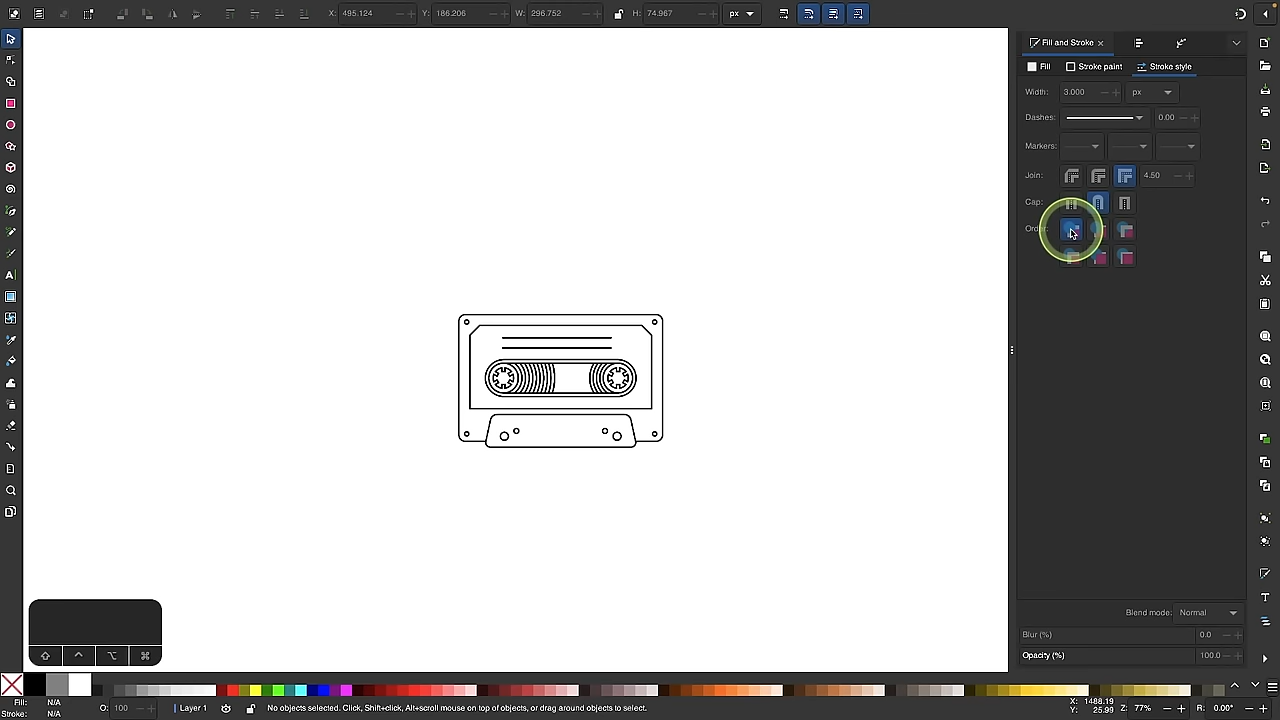 X: 495.124 Y: 186.206 W: 296.752 H: 74.967 px
Fill and Stroke
Fill Stroke paint Stroke style
Width: 3.000 px
Dashes: 0.00
Markers:
Join: 4.50
Cap:
Order:
Blend mode: Normal
Blur (%) 0.0
Opacity (%) 100.0
Fill: N/A
Stroke: N/A
O: 100
Layer 1
No objects selected. Click, Shift+click, Alt+scroll mouse on top of objects, or drag around objects to select.
X: 1488.19
Y: 25.99
Z: 77%
R: 0.00°